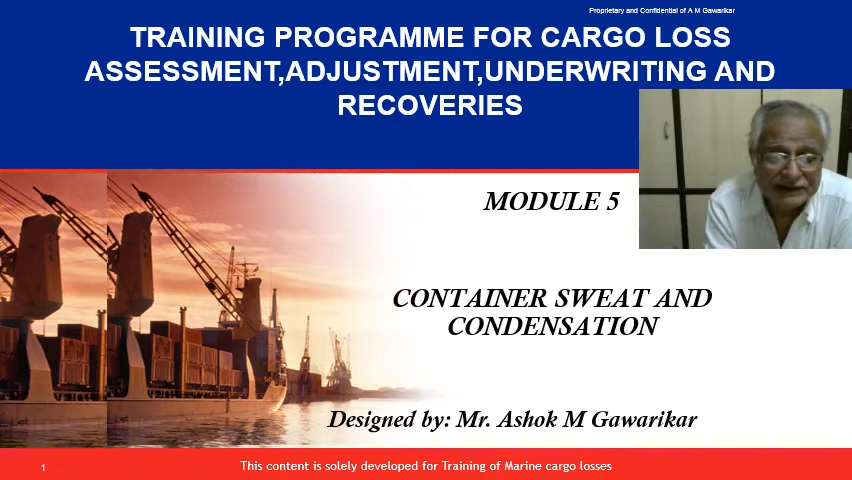 Proprietary and Confidential of A M Gawarikar
TRAINING PROGRAMME FOR CARGO LOSS
ASSESSMENT,ADJUSTMENT,UNDERWRITING AND
RECOVERIES
MODULE 5
CONTAINER SWEAT AND
CONDENSATION
Designed by: Mr. Ashok M Gawarikar
1
This content is solely developed for Training of Marine cargo losses